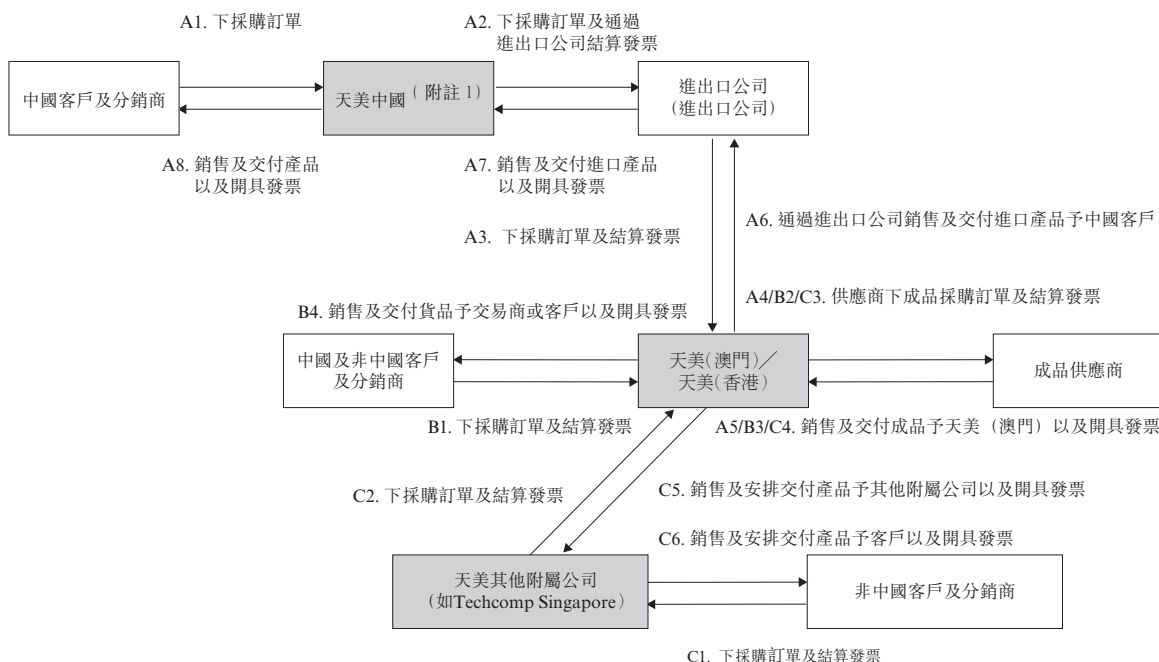 A1. 下採購訂單
A2. 下採購訂單及通過
進出口公司結算發票
中國客戶及分銷商
天美中國（附註 1）
進出口公司
(進出口公司)
A8. 銷售及交付產品
以及開具發票
A7. 銷售及交付進口產品
以及開具發票
A6. 通過進出口公司銷售及交付進口產品予中國客戶
A3. 下採購訂單及結算發票
A4/B2/C3. 供應商下成品採購訂單及結算發票
B4. 銷售及交付貨品予交易商或客戶以及開具發票
中國及非中國客戶
及分銷商
天美(澳門)／
天美(香港)
成品供應商
B1. 下採購訂單及結算發票
A5/B3/C4. 銷售及交付成品予天美（澳門）以及開具發票
C2. 下採購訂單及結算發票
C5. 銷售及安排交付產品予其他附屬公司以及開具發票
C6. 銷售及安排交付產品予客戶以及開具發票
天美其他附屬公司
(如Techcomp Singapore)
非中國客戶及分銷商
C1. 下採購訂單及結算發票